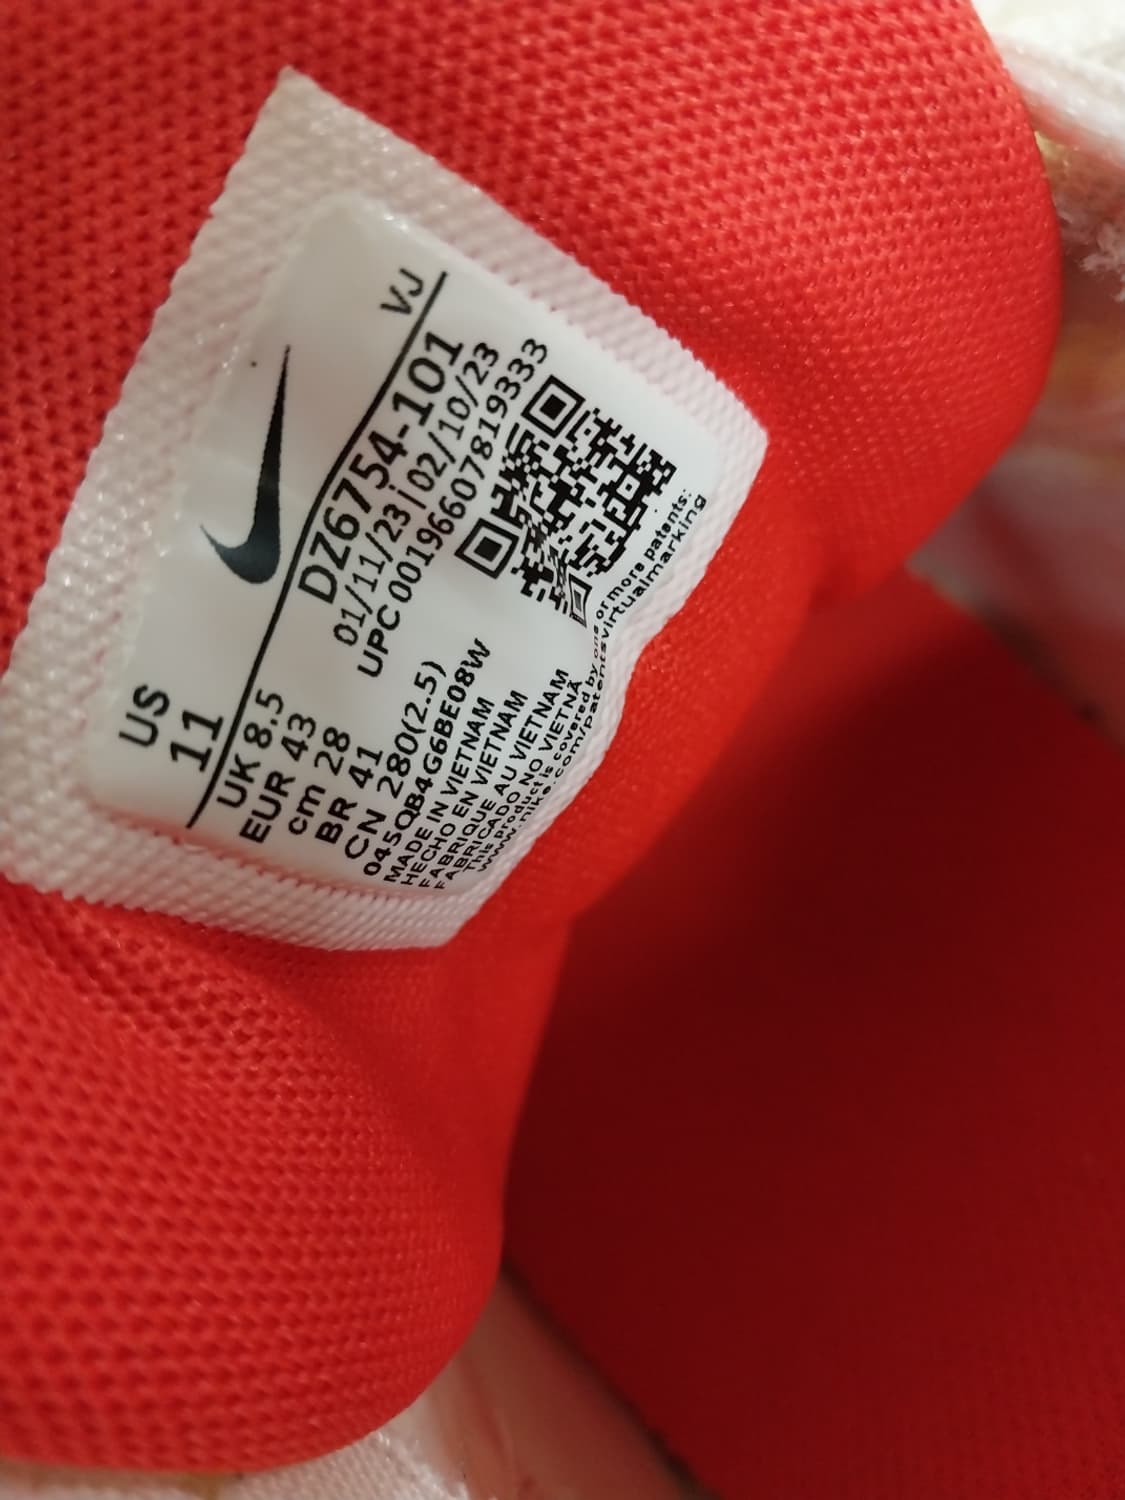 US
11
VJ
UK 8.5
EUR 43
cm 28
BR 41
CN 280(2.5)
DZ6754-101
01/11/23|02/10/23
UPC 00196607819333
045QB4G6BE08W
MADE IN VIETNAM
HECHO EN VIETNAM
FABRIQUE AU VIETNAM
FABRICADO NO VIETNÃ
This product is covered by one or more patents:
www.nike.com/patentsvirtualmarking